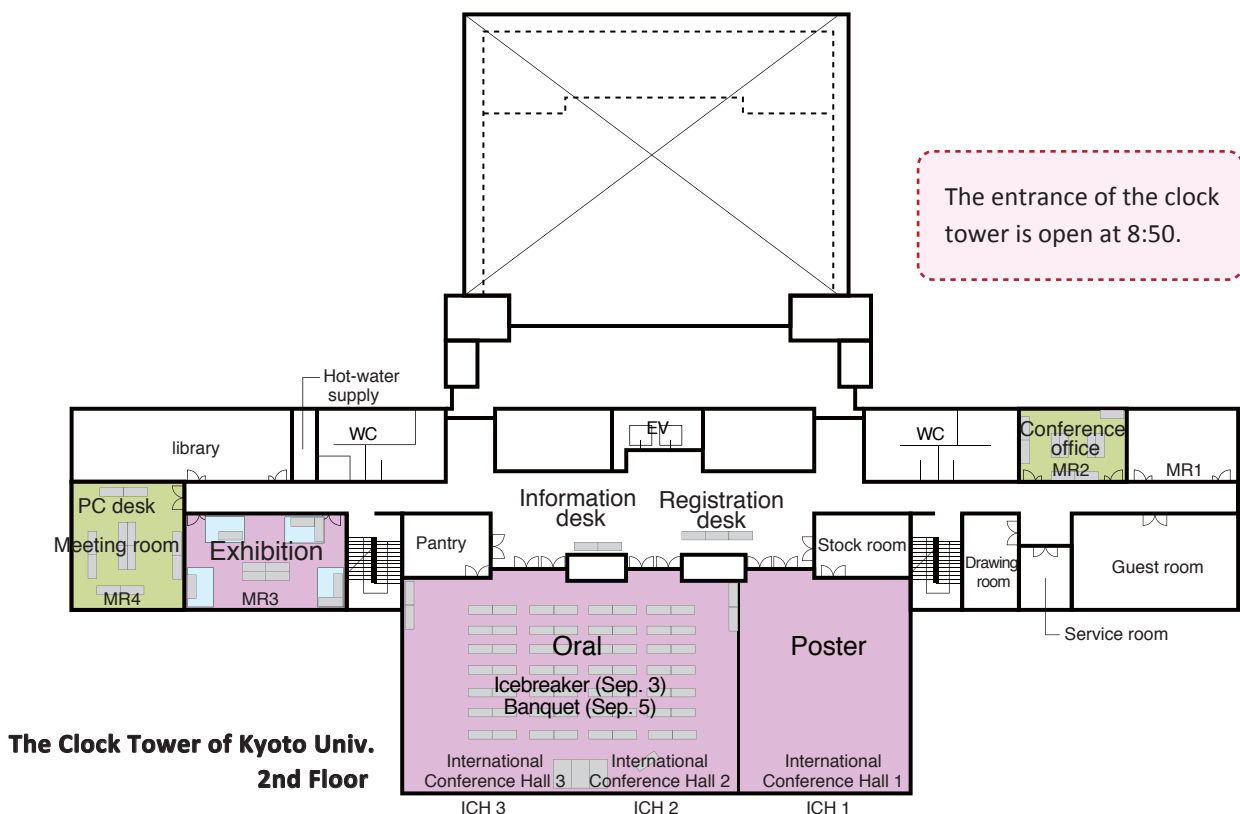 The entrance of the clock
tower is open at 8:50.
Hot-water
supply
library
WC
EV
WC
Conference
office
MR2
MR1
PC desk
Meeting room
MR4
Exhibition
MR3
Pantry
Information
desk
Registration
desk
Stock room
Drawing
room
Guest room
Service room
Oral
Icebreaker (Sep. 3)
Banquet (Sep. 5)
Poster
International
Conference Hall 3
International
Conference Hall 2
International
Conference Hall 1
ICH 3
ICH 2
ICH 1
The Clock Tower of Kyoto Univ.
2nd Floor